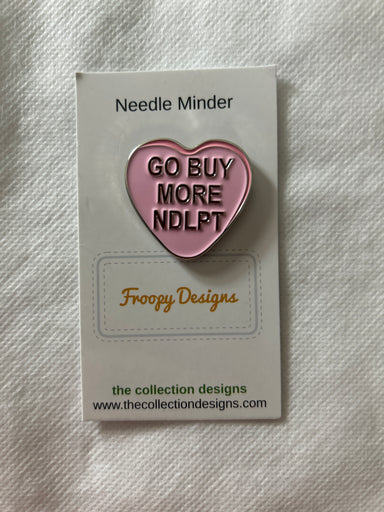 Needle Minder
GO BUY
MORE
NDLPT
Froopy Designs
the collection designs
www.thecollectiondesigns.com